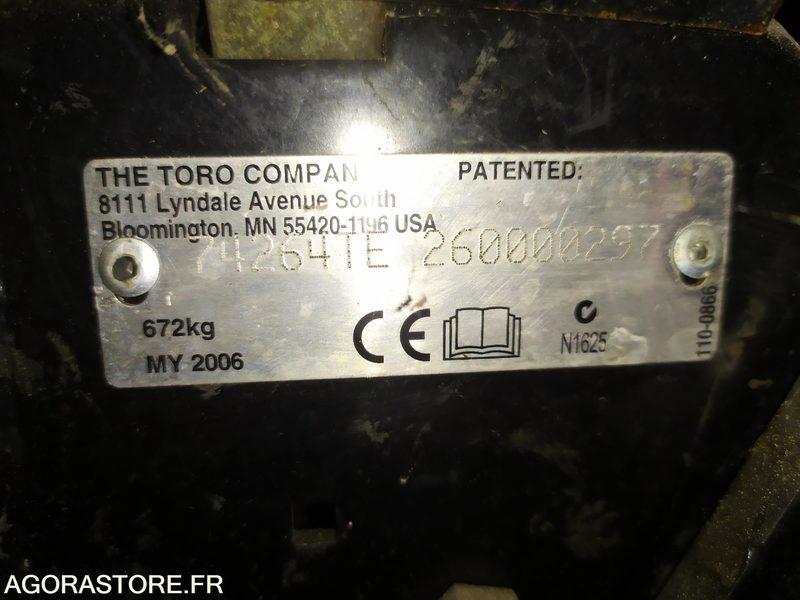 THE TORO COMPAN
PATENTED:
8111 Lyndale Avenue South
Bloomington, MN 55420-1196 USA
74264TE 260000297
672kg
MY 2006
CE
N1625
110-0866
AGORASTORE.FR